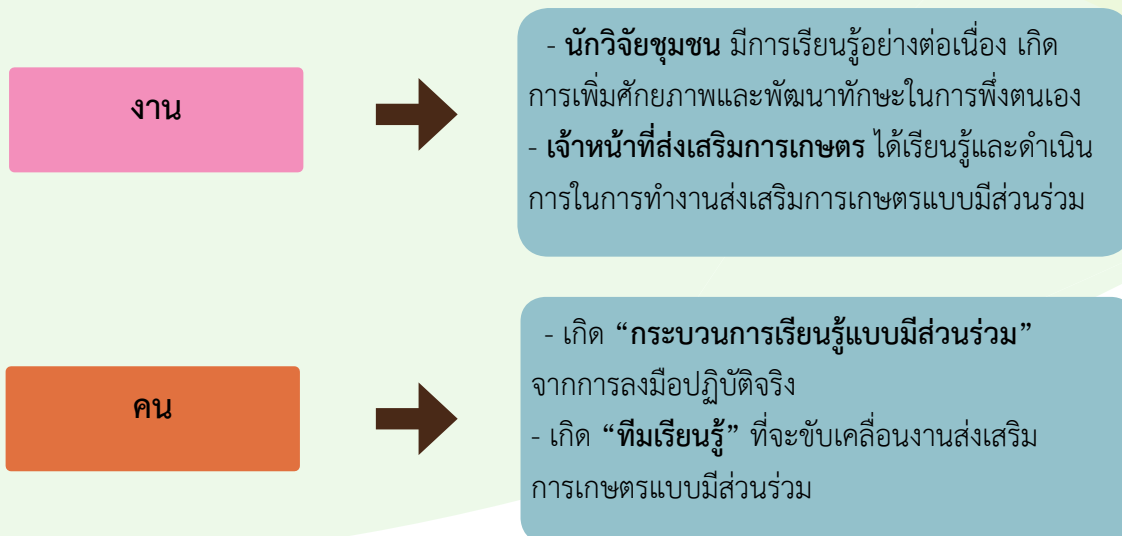 งาน
- นักวิจัยชุมชน มีการเรียนรู้อย่างต่อเนื่อง เกิด
การเพิ่มศักยภาพและพัฒนาทักษะในการพึ่งตนเอง
- เจ้าหน้าที่ส่งเสริมการเกษตร ได้เรียนรู้และดำเนิน
การในการทำงานส่งเสริมการเกษตรแบบมีส่วนร่วม
คน
- เกิด “กระบวนการเรียนรู้แบบมีส่วนร่วม”
จากการลงมือปฏิบัติจริง
- เกิด “ทีมเรียนรู้” ที่จะขับเคลื่อนงานส่งเสริม
การเกษตรแบบมีส่วนร่วม